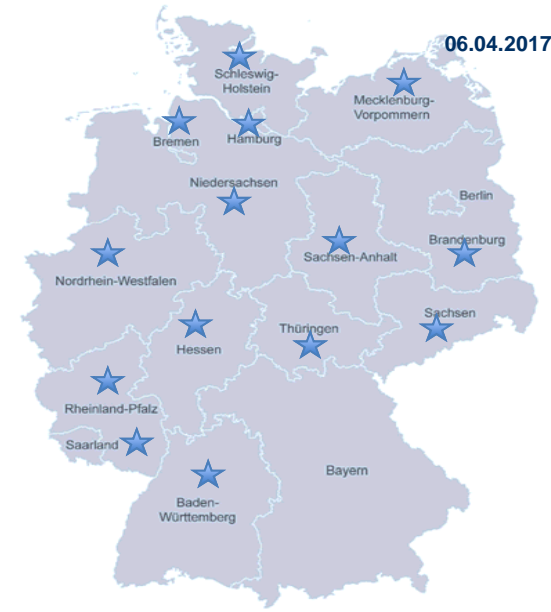 06.04.2017
Schleswig-
Holstein
Mecklenburg-
Vorpommern
Bremen
Hamburg
Niedersachsen
Berlin
Brandenburg
Sachsen-Anhalt
Nordrhein-Westfalen
Sachsen
Thüringen
Hessen
Rheinland-Pfalz
Saarland
Bayern
Baden-
Württemberg